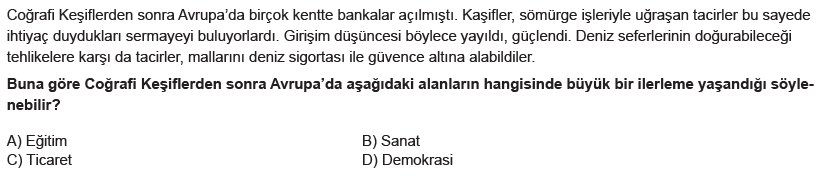 Coğrafi Keşiflerden sonra Avrupa’da birçok kentte bankalar açılmıştı. Kaşifler, sömürge işleriyle uğraşan tacirler bu sayede
ihtiyaç duydukları sermayeyi buluyorlardı. Girişim düşüncesi böylece yayıldı, güçlendi. Deniz seferlerinin doğurabileceği
tehlikelere karşı da tacirler, mallarını deniz sigortası ile güvence altına alabildiler.
Buna göre Coğrafi Keşiflerden sonra Avrupa’da aşağıdaki alanların hangisinde büyük bir ilerleme yaşandığı söyle-
nebilir?
A) Eğitim B) Sanat
C) Ticaret D) Demokrasi